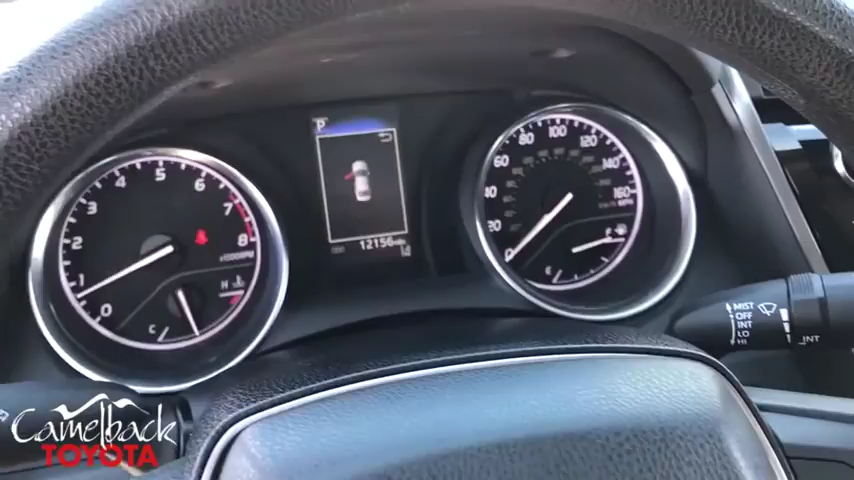 P
0
1
2
3
4
5
6
7
8
x1000RPM
H
C
12156
0
20
40
60
80
100
120
140
160
E
F
MIST
OFF
INT
LO
HI
INT
Camelback
TOYOTA